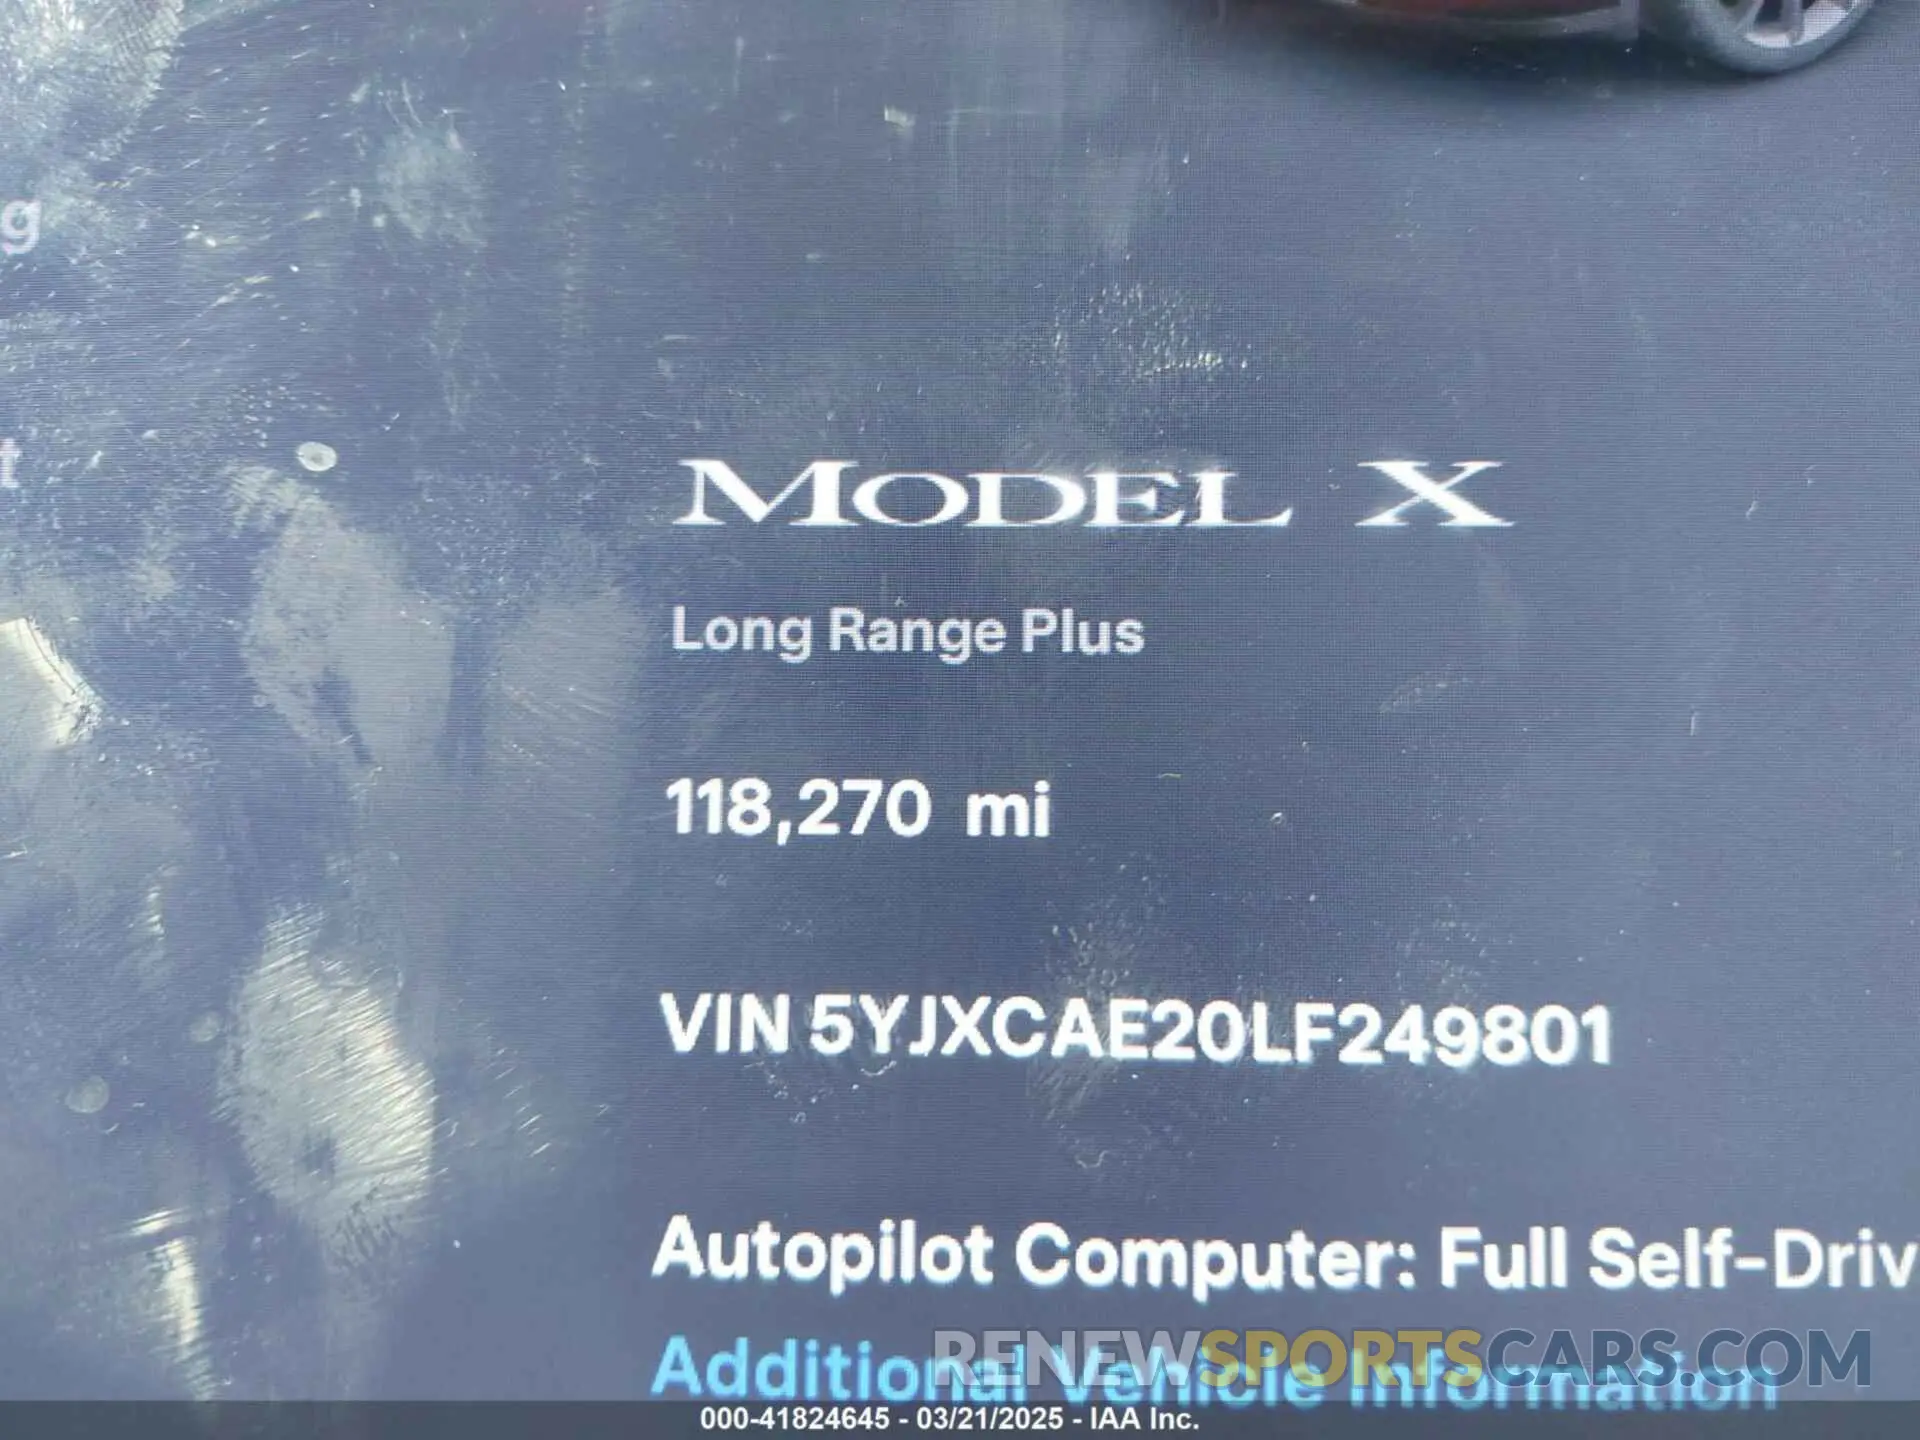 g
t
MODEL X
Long Range Plus
118,270 mi
VIN 5YJXCAE20LF249801
Autopilot Computer: Full Self-Driv
Additional Vehicle Information
RENEWSPORTSCARS.COM
000-41824645 - 03/21/2025 - IAA Inc.